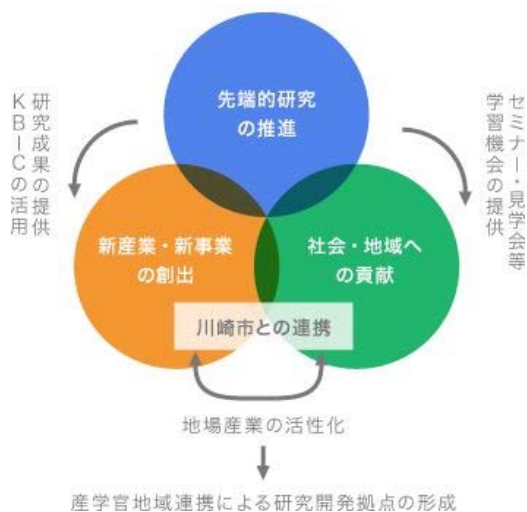 先端的研究
の推進
研究成果の提供
KBICの活用
セミナー・見学会等
学習機会の提供
新産業・新事業
の創出
社会・地域へ
の貢献
川崎市との連携
地場産業の活性化
産学官地域連携による研究開発拠点の形成